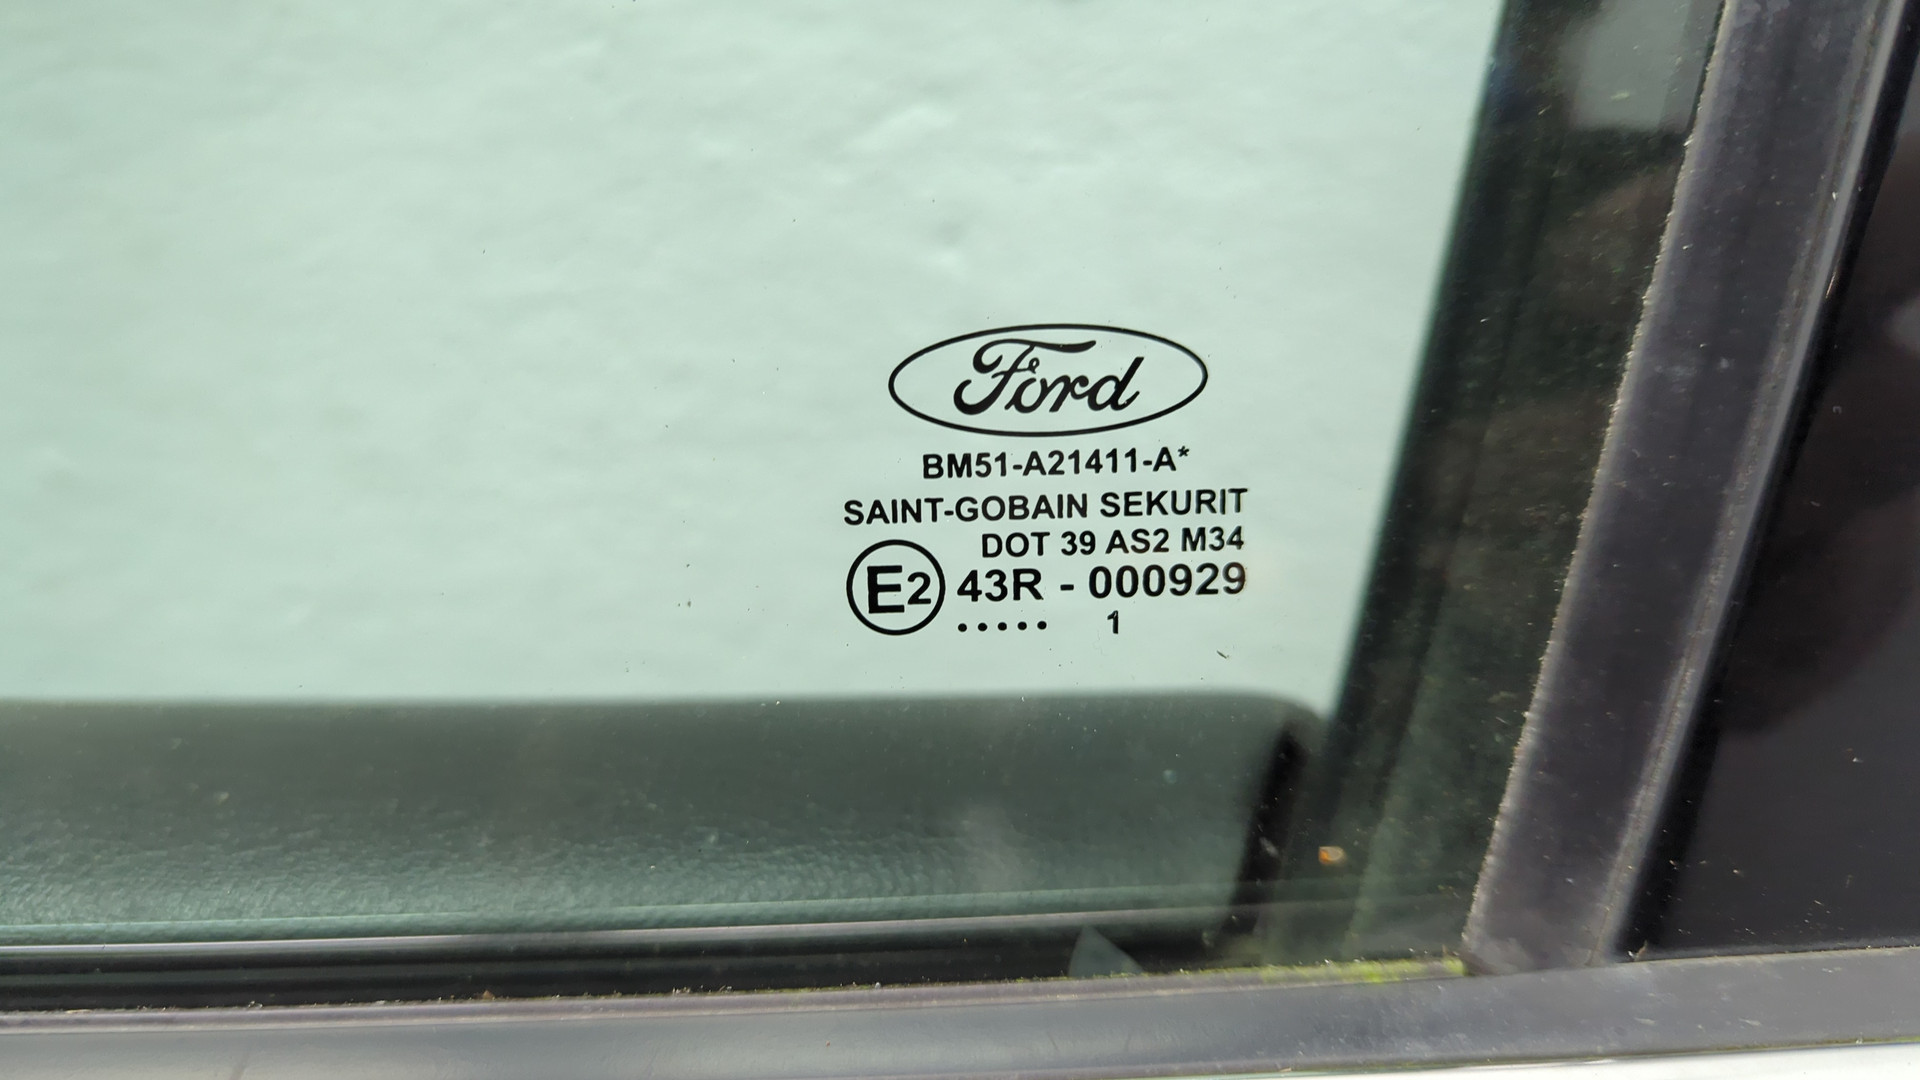 Ford
BM51-A21411-A*
SAINT-GOBAIN SEKURIT
DOT 39 AS2 M34
E2 43R - 000929
..... 1